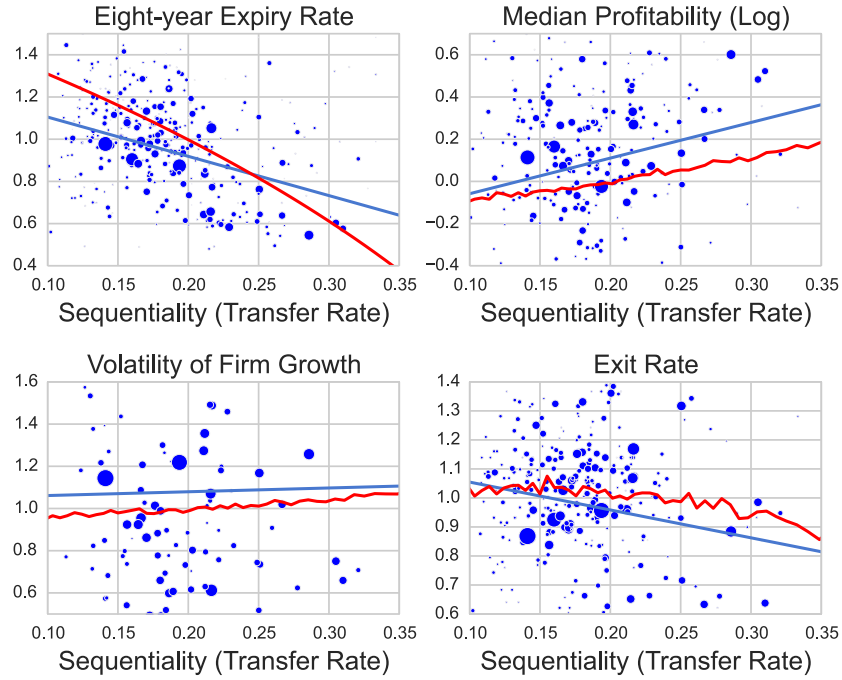 Eight-year Expiry Rate
1.4
1.2
1.0
0.8
0.6
0.4
0.10 0.15 0.20 0.25 0.30 0.35
Sequentiality (Transfer Rate)
Median Profitability (Log)
0.6
0.4
0.2
0.0
−0.2
−0.4
0.10 0.15 0.20 0.25 0.30 0.35
Sequentiality (Transfer Rate)
Volatility of Firm Growth
1.6
1.4
1.2
1.0
0.8
0.6
0.10 0.15 0.20 0.25 0.30 0.35
Sequentiality (Transfer Rate)
Exit Rate
1.4
1.3
1.2
1.1
1.0
0.9
0.8
0.7
0.6
0.10 0.15 0.20 0.25 0.30 0.35
Sequentiality (Transfer Rate)